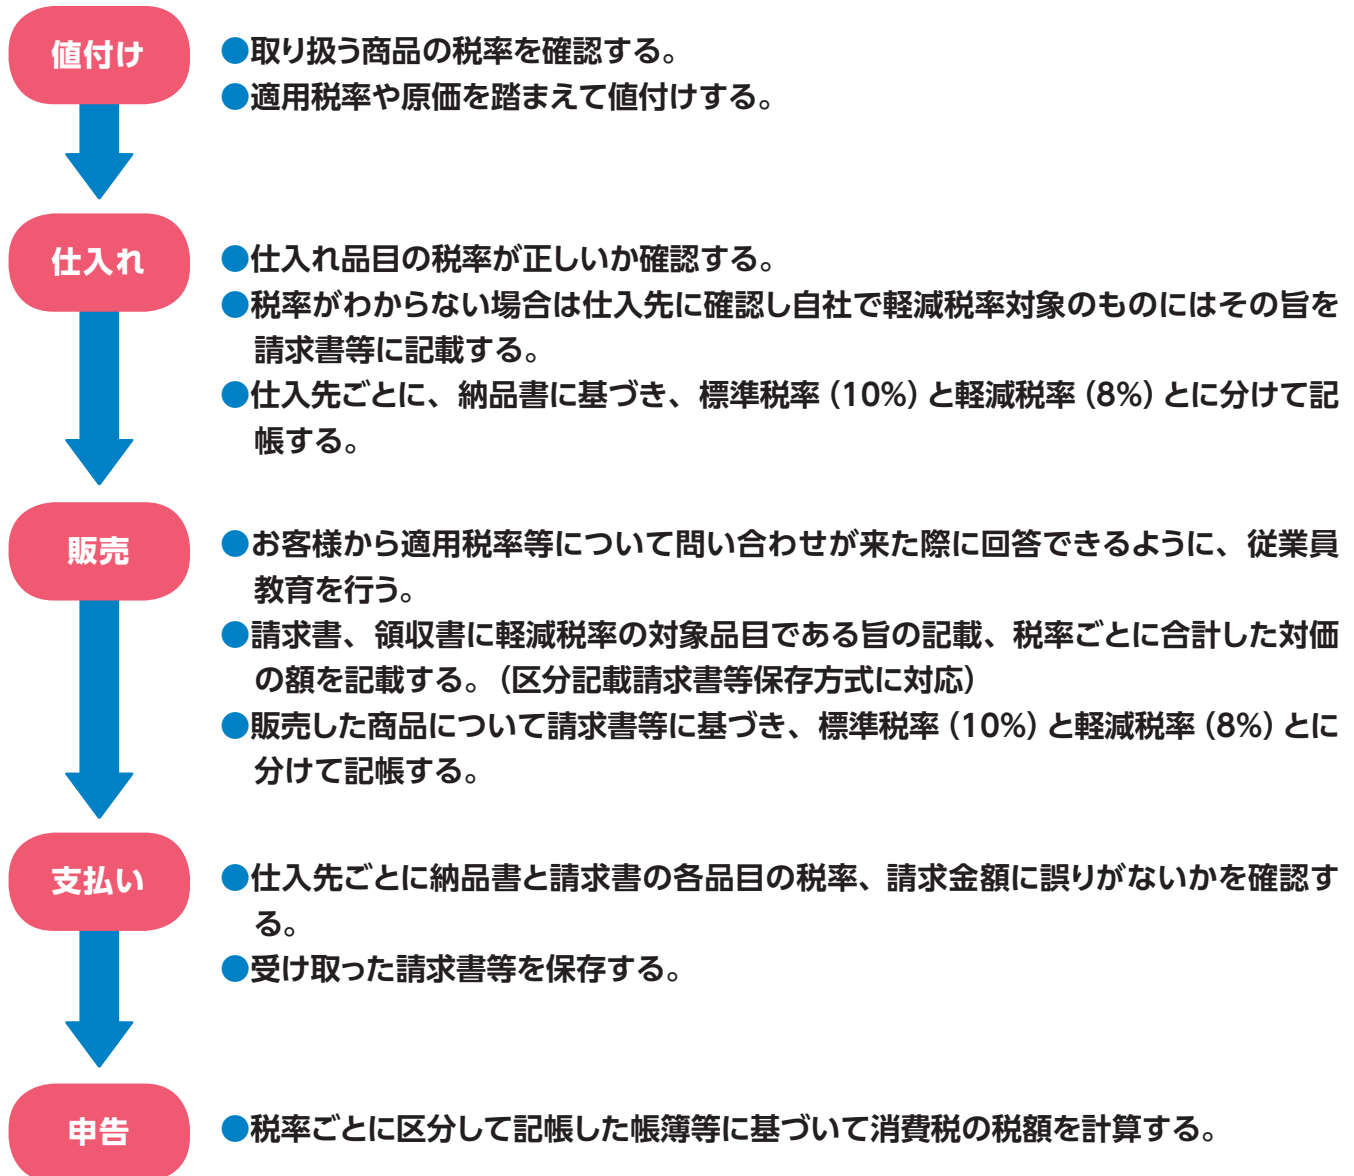 値付け
●取り扱う商品の税率を確認する。
●適用税率や原価を踏まえて値付けする。
仕入れ
●仕入れ品目の税率が正しいか確認する。
●税率がわからない場合は仕入先に確認し自社で軽減税率対象のものにはその旨を
請求書等に記載する。
●仕入先ごとに、納品書に基づき、標準税率（10%）と軽減税率（8%）とに分けて記
帳する。
販売
●お客様から適用税率等について問い合わせが来た際に回答できるように、従業員
教育を行う。
●請求書、領収書に軽減税率の対象品目である旨の記載、税率ごとに合計した対価
の額を記載する。（区分記載請求書等保存方式に対応）
●販売した商品について請求書等に基づき、標準税率（10%）と軽減税率（8%）とに
分けて記帳する。
支払い
●仕入先ごとに納品書と請求書の各品目の税率、請求金額に誤りがないかを確認す
る。
●受け取った請求書等を保存する。
申告
●税率ごとに区分して記帳した帳簿等に基づいて消費税の税額を計算する。